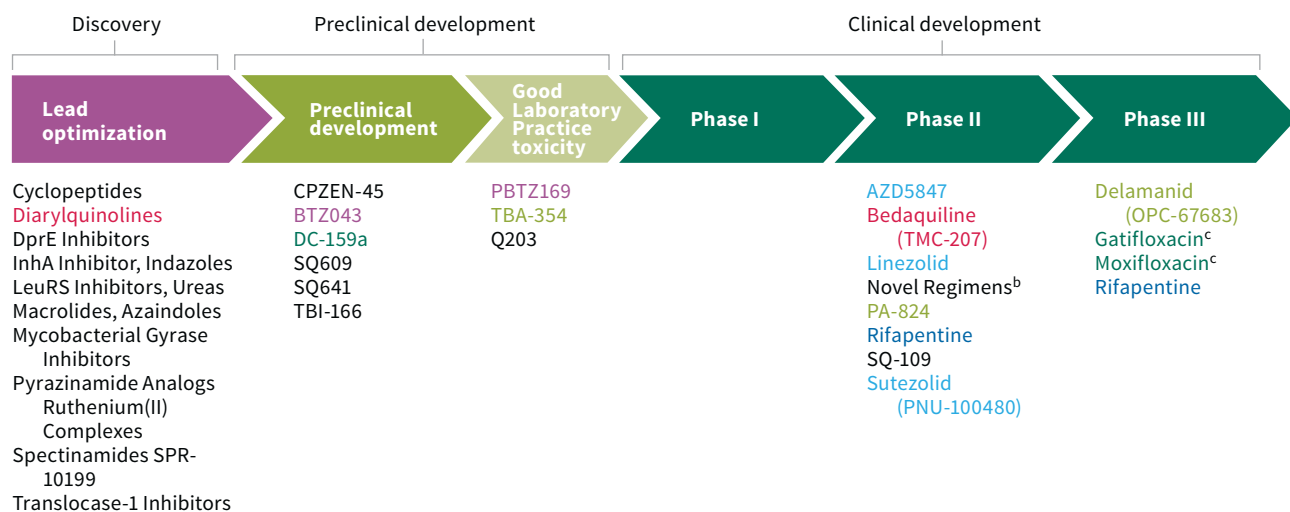 Discovery
Preclinical development
Clinical development
Lead
optimization
Preclinical
development
Good
Laboratory
Practice
toxicity
Phase I
Phase II
Phase III
Cyclopeptides
Diarylquinolines
DprE Inhibitors
InhA Inhibitor, Indazoles
LeuRS Inhibitors, Ureas
Macrolides, Azaindoles
Mycobacterial Gyrase
Inhibitors
Pyrazinamide Analogs
Ruthenium(II)
Complexes
Spectinamides SPR-
10199
Translocase-1 Inhibitors
CPZEN-45
BTZ043
DC-159a
SQ609
SQ641
TBI-166
PBTZ169
TBA-354
Q203
AZD5847
Bedaquiline
(TMC-207)
Linezolid
Novel Regimensᵇ
PA-824
Rifapentine
SQ-109
Sutezolid
(PNU-100480)
Delamanid
(OPC-67683)
Gatifloxacinᶜ
Moxifloxacinᶜ
Rifapentine